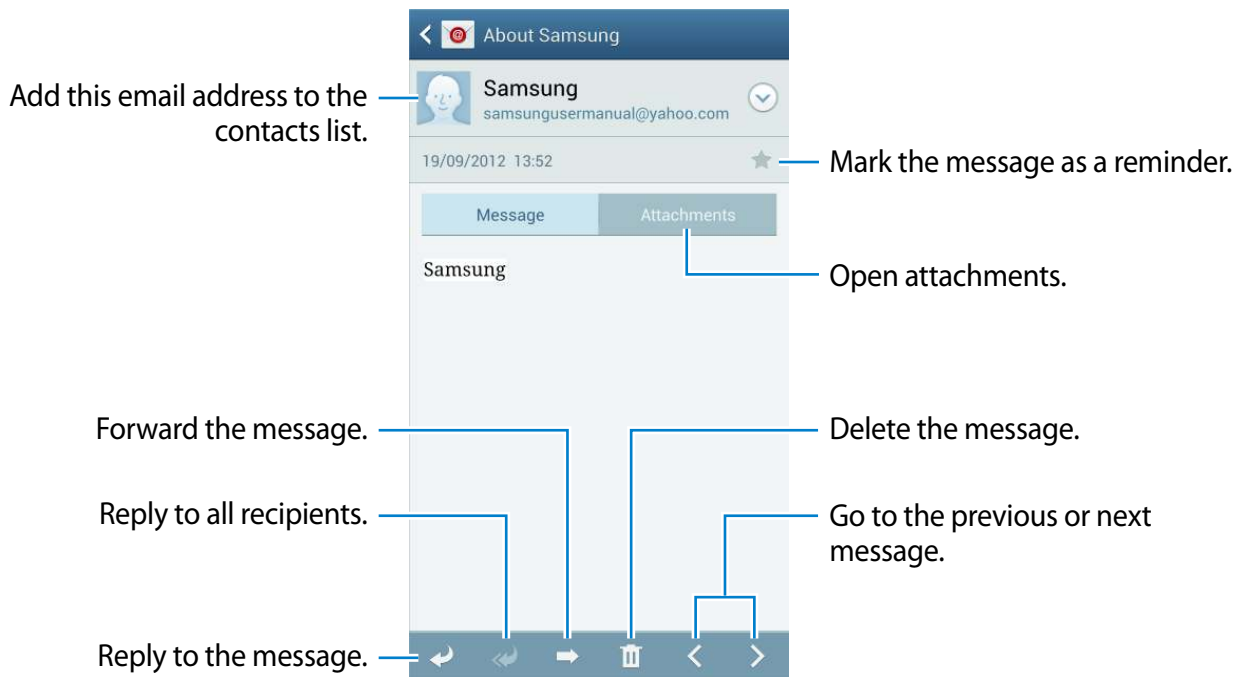 About Samsung
Add this email address to the
contacts list.
Samsung
samsungusermanual@yahoo.com
19/09/2012 13:52
Mark the message as a reminder.
Message
Attachments
Samsung
Open attachments.
Forward the message.
Delete the message.
Reply to all recipients.
Go to the previous or next
message.
Reply to the message.